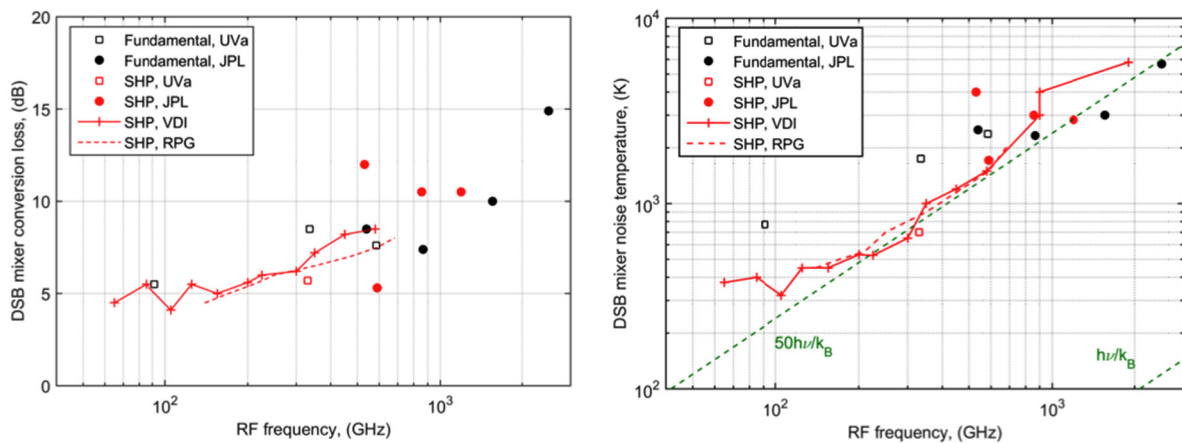 20
15
10
5
0
DSB mixer conversion loss, (dB)
Fundamental, UVa
Fundamental, JPL
SHP, UVa
SHP, JPL
SHP, VDI
SHP, RPG
10²
10³
RF frequency, (GHz)
10⁴
10³
10²
DSB mixer noise temperature, (K)
Fundamental, UVa
Fundamental, JPL
SHP, UVa
SHP, JPL
SHP, VDI
SHP, RPG
50hν/k_B
hν/k_B
10²
10³
RF frequency, (GHz)